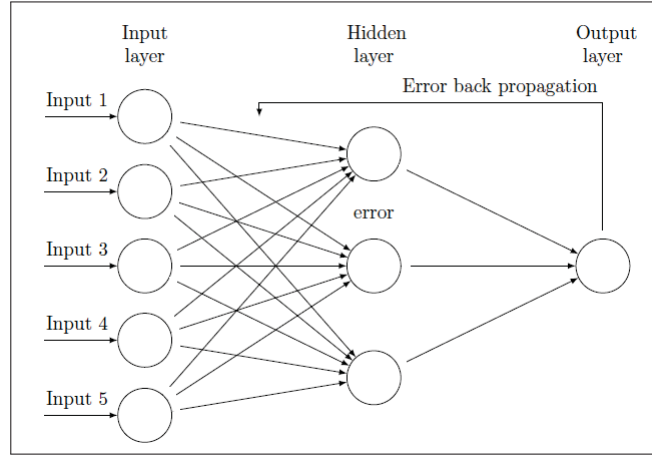 Input
layer
Hidden
layer
Output
layer
Error back propagation
Input 1
Input 2
error
Input 3
Input 4
Input 5